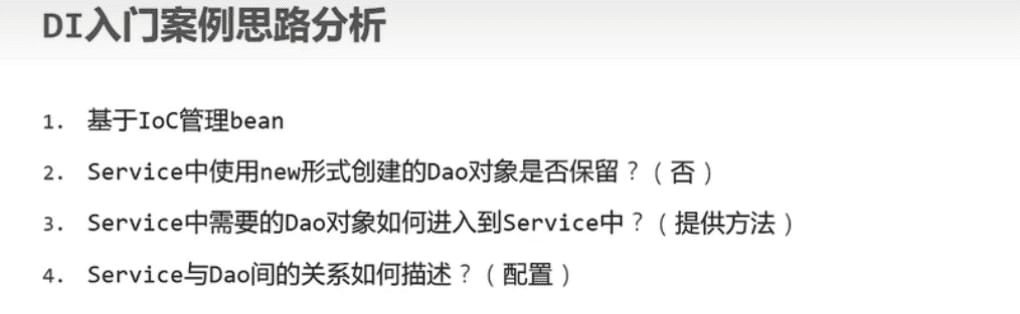 DI入门案例思路分析
1. 基于IoC管理bean
2. Service中使用new形式创建的Dao对象是否保留？（否）
3. Service中需要的Dao对象如何进入到Service中？（提供方法）
4. Service与Dao间的关系如何描述？（配置）